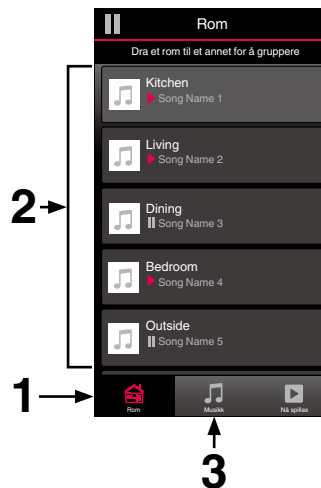 Rom
Dra et rom til et annet for å gruppere
Kitchen
Song Name 1
Living
Song Name 2
Dining
Song Name 3
Bedroom
Song Name 4
Outside
Song Name 5
2
1
Rom
Musikk
Nå spilles
3